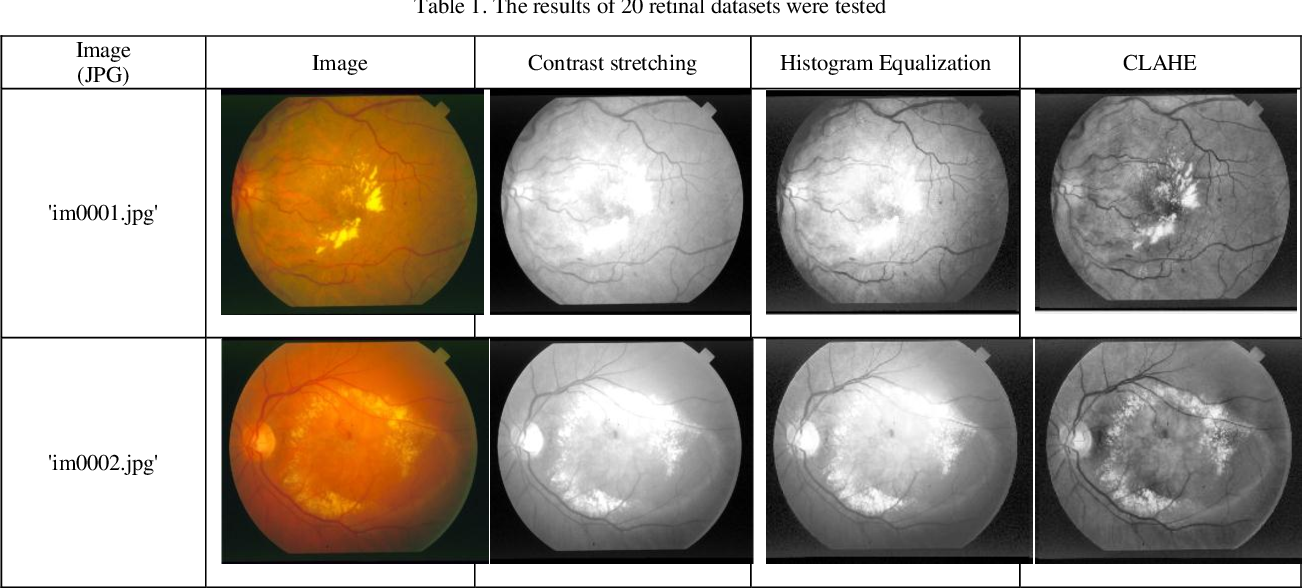 Table 1. The results of 20 retinal datasets were tested
Image
(JPG)
Image
Contrast stretching
Histogram Equalization
CLAHE
'im0001.jpg'
'im0002.jpg'